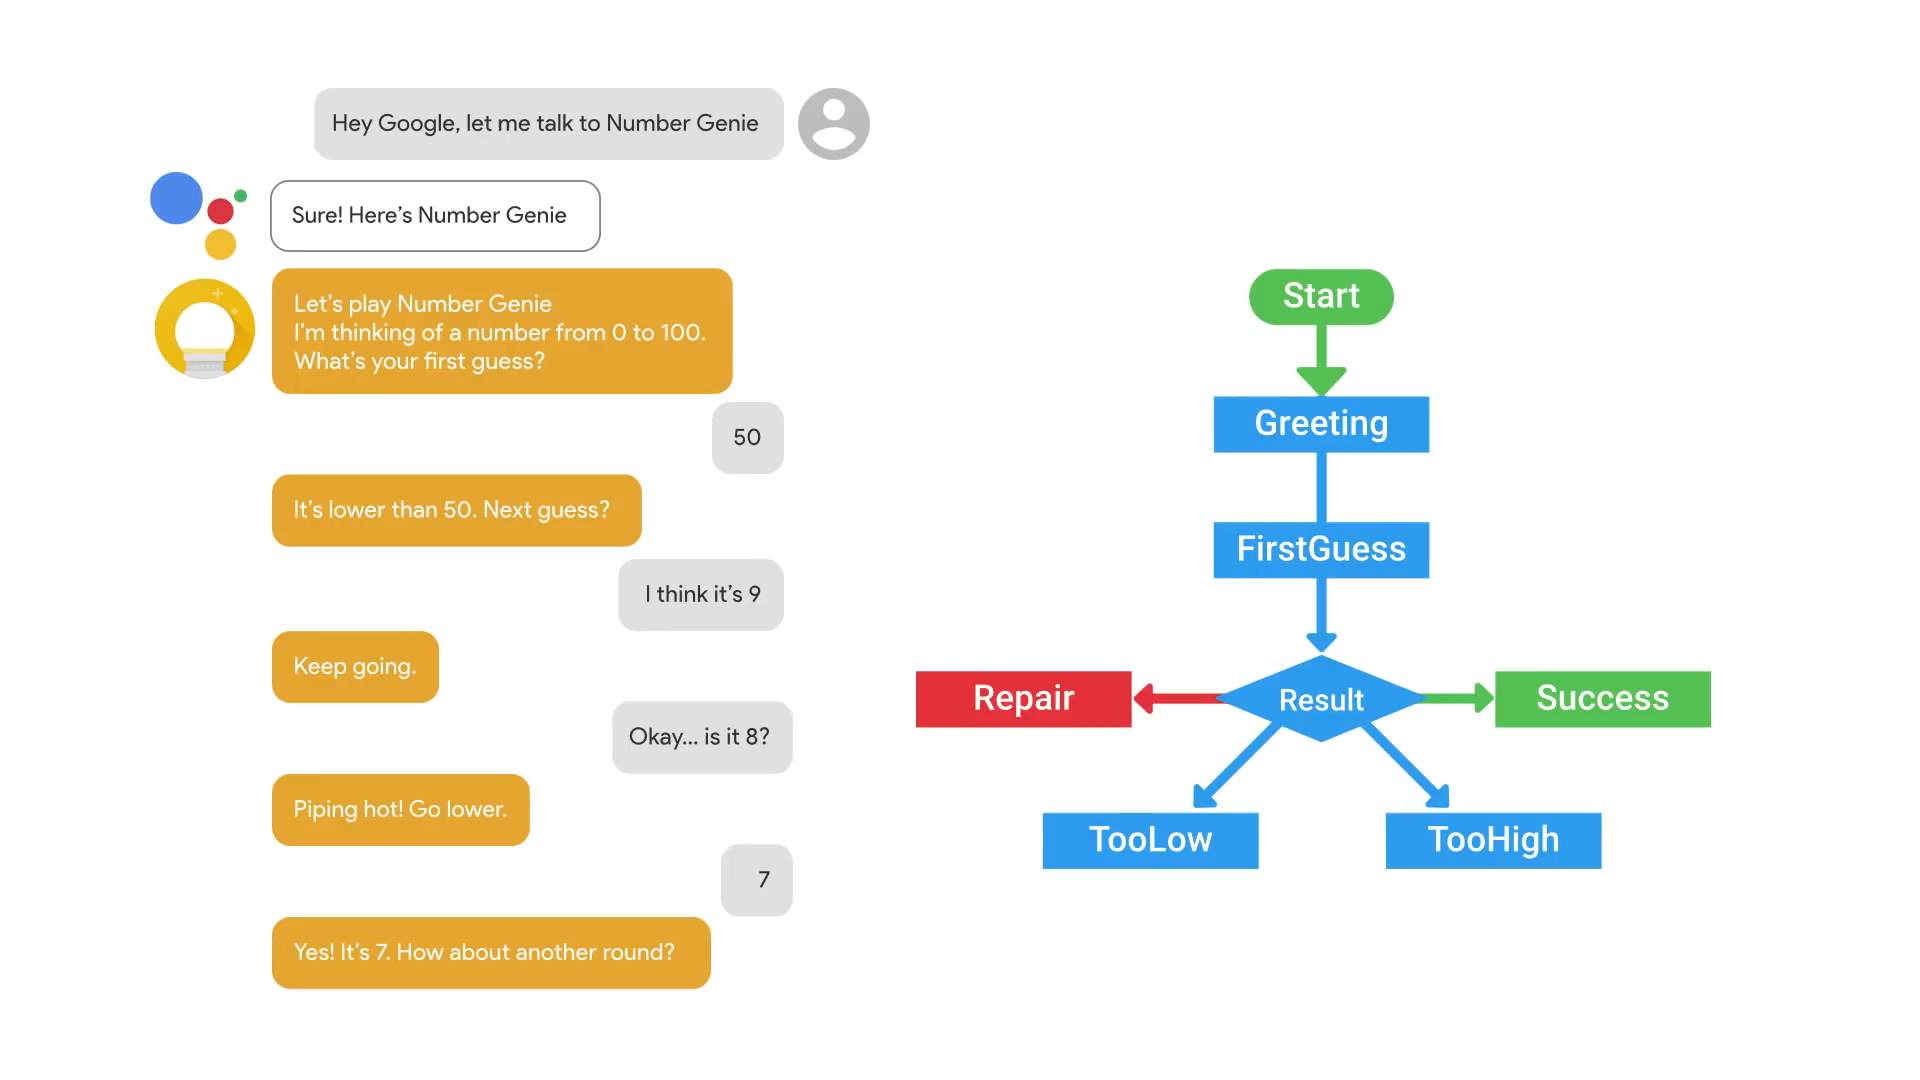 Hey Google, let me talk to Number Genie
Sure! Here’s Number Genie
Let’s play Number Genie
I’m thinking of a number from 0 to 100.
What’s your first guess?
50
It’s lower than 50. Next guess?
I think it’s 9
Keep going.
Okay... is it 8?
Piping hot! Go lower.
7
Yes! It’s 7. How about another round?
Start
Greeting
FirstGuess
Repair
Result
Success
TooLow
TooHigh